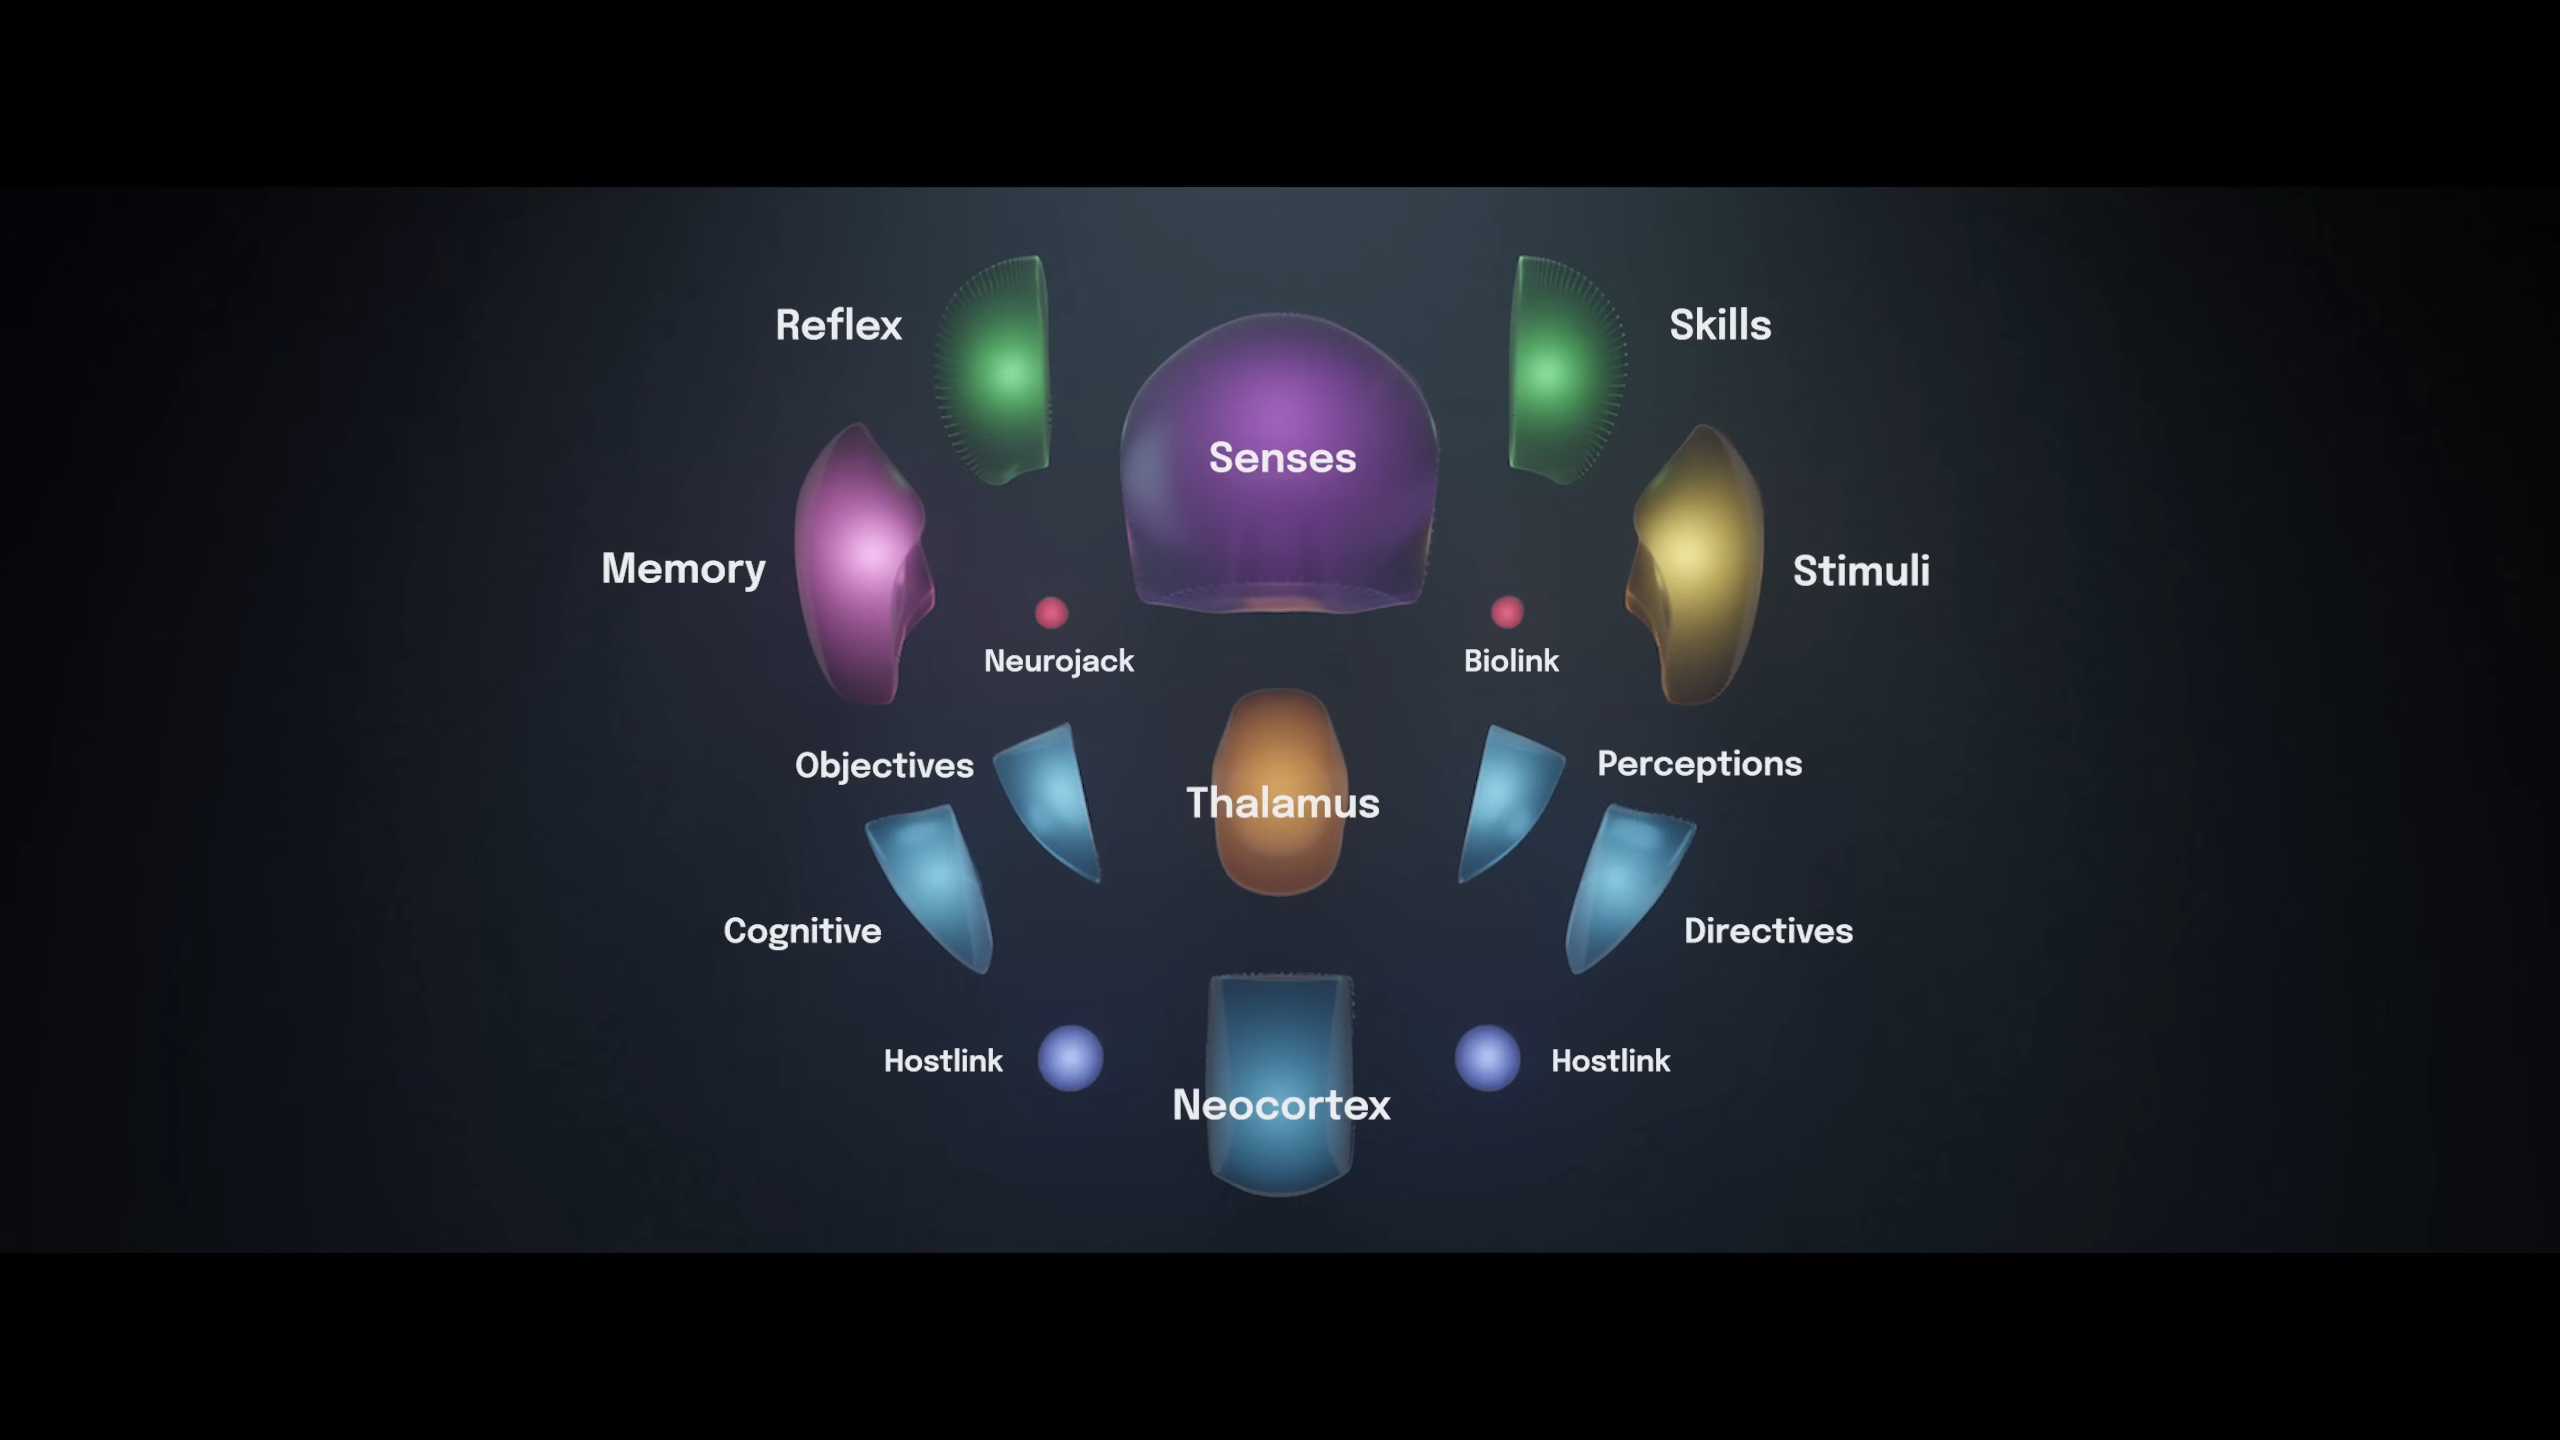 Reflex
Skills
Senses
Memory
Stimuli
Neurojack
Biolink
Objectives
Perceptions
Thalamus
Cognitive
Directives
Hostlink
Hostlink
Neocortex